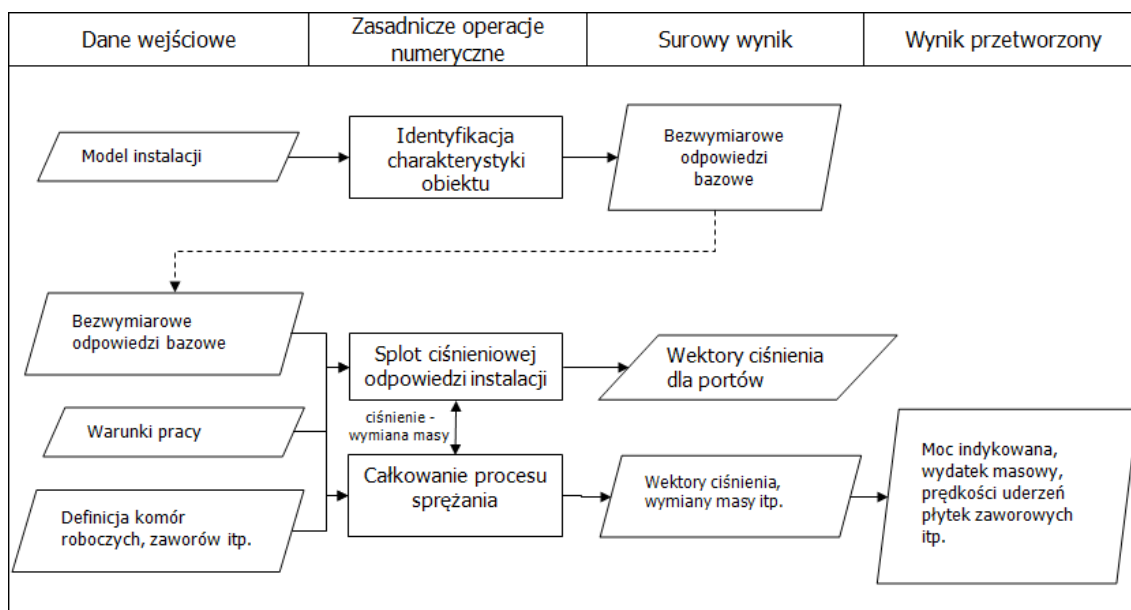 Dane wejściowe
Zasadnicze operacje
numeryczne
Surowy wynik
Wynik przetworzony
Model instalacji
Identyfikacja
charakterystyki
obiektu
Bezwymiarowe
odpowiedzi
bazowe
Bezwymiarowe
odpowiedzi bazowe
Splot ciśnieniowej
odpowiedzi instalacji
Wektory ciśnienia
dla portów
Warunki pracy
ciśnienie -
wymiana masy
Definicja komór
roboczych, zaworów itp.
Całkowanie procesu
sprężania
Wektory ciśnienia,
wymiany masy itp.
Moc indykowana,
wydatek masowy,
prędkości uderzeń
płytek zaworowych
itp.